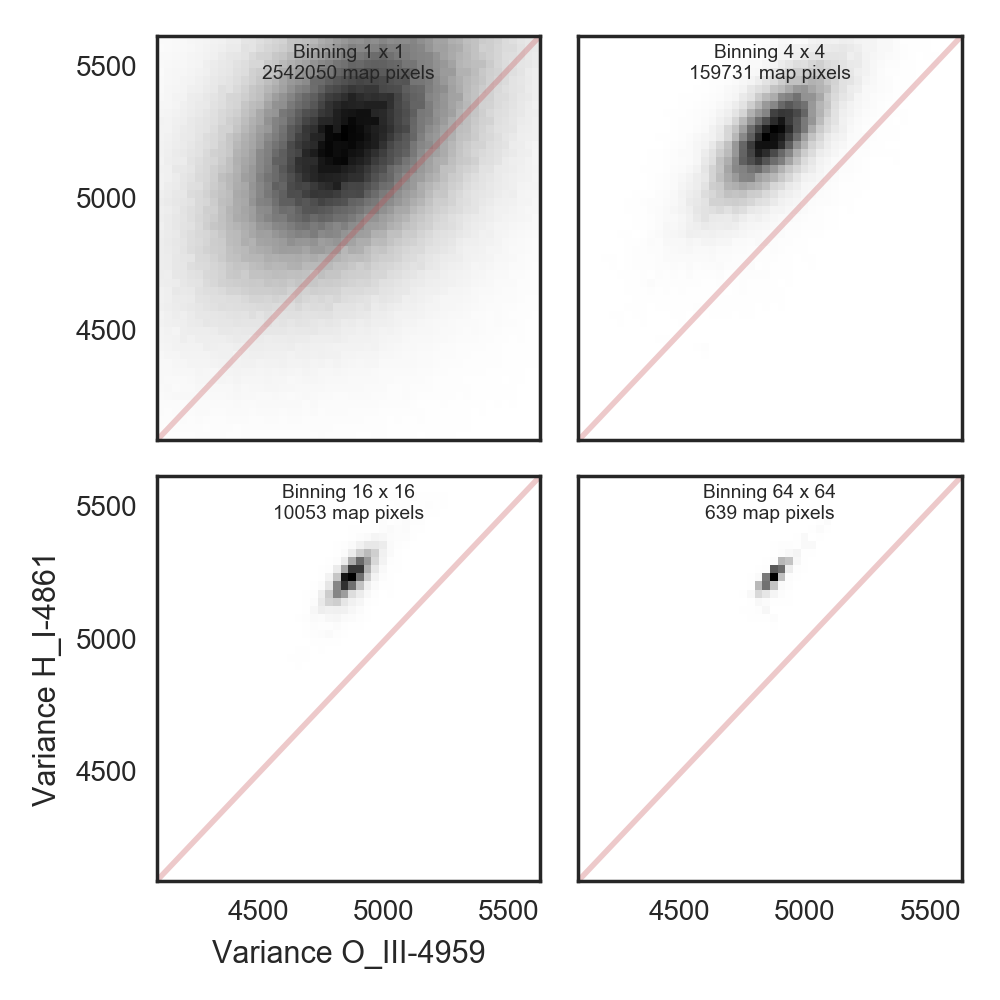 Binning 1 x 1
2542050 map pixels
Binning 4 x 4
159731 map pixels
5500
5000
4500
Binning 16 x 16
10053 map pixels
Binning 64 x 64
639 map pixels
5500
5000
4500
Variance H_I-4861
4500 5000 5500
4500 5000 5500
Variance O_III-4959